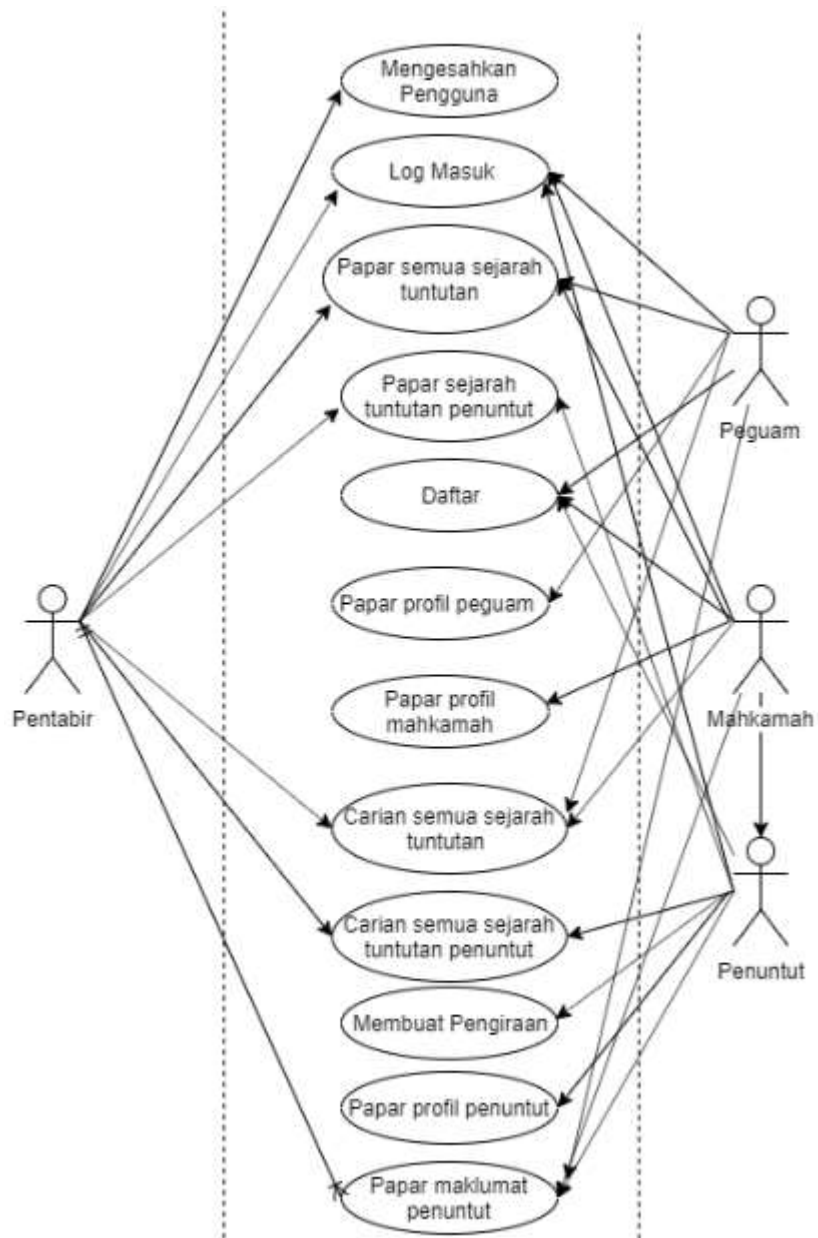 Mengesahkan
Pengguna
Log Masuk
Papar semua sejarah
tuntutan
Papar sejarah
tuntutan penuntut
Peguam
Daftar
Papar profil peguam
Pentabir
Papar profil
mahkamah
Mahkamah
Carian semua sejarah
tuntutan
Carian semua sejarah
tuntutan penuntut
Penuntut
Membuat Pengiraan
Papar profil penuntut
Papar maklumat
penuntut